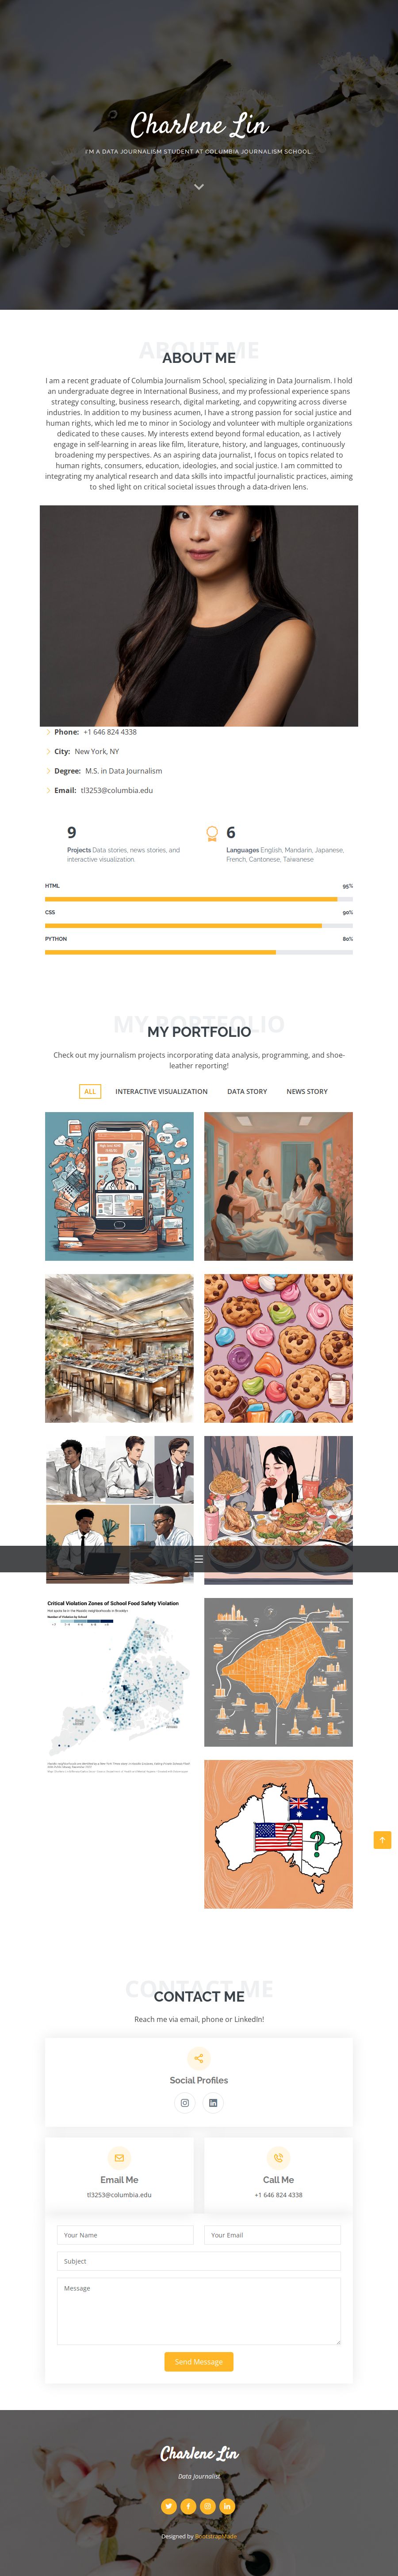 Charlene Lin
I'M A DATA JOURNALISM STUDENT AT COLUMBIA JOURNALISM SCHOOL.
ABOUT ME
ABOUT ME
I am a recent graduate of Columbia Journalism School, specializing in Data Journalism. I hold
an undergraduate degree in International Business, and my professional experience spans
strategy consulting, business research, digital marketing, and copywriting across diverse
industries. In addition to my business acumen, I have a strong passion for social justice and
human rights, which led me to minor in Sociology and volunteer with multiple organizations
dedicated to these causes. My interests extend beyond formal education, as I actively
engage in self-learning in areas like film, literature, history, and languages, continuously
broadening my perspectives. As an aspiring data journalist, I focus on topics related to
human rights, consumers, education, ideologies, and social justice. I am committed to
integrating my analytical research and data skills into impactful journalistic practices, aiming
to shed light on critical societal issues through a data-driven lens.
Phone: +1 646 824 4338
City: New York, NY
Degree: M.S. in Data Journalism
Email: tl3253@columbia.edu
9
Projects Data stories, news stories, and
interactive visualization
6
Languages English, Mandarin, Japanese,
French, Cantonese, Taiwanese
HTML 95%
CSS 90%
PYTHON 80%
MY PORTFOLIO
MY PORTFOLIO
Check out my journalism projects incorporating data analysis, programming, and shoe-
leather reporting!
ALL INTERACTIVE VISUALIZATION DATA STORY NEWS STORY
Critical Violation Zones of School Food Safety Violation
CONTACT ME
CONTACT ME
Reach me via email, phone or LinkedIn!
Social Profiles
Email Me
tl3253@columbia.edu
Call Me
+1 646 824 4338
Your Name
Your Email
Subject
Message
Send Message
Charlene Lin
Data Journalist.
Designed by BootstrapMade